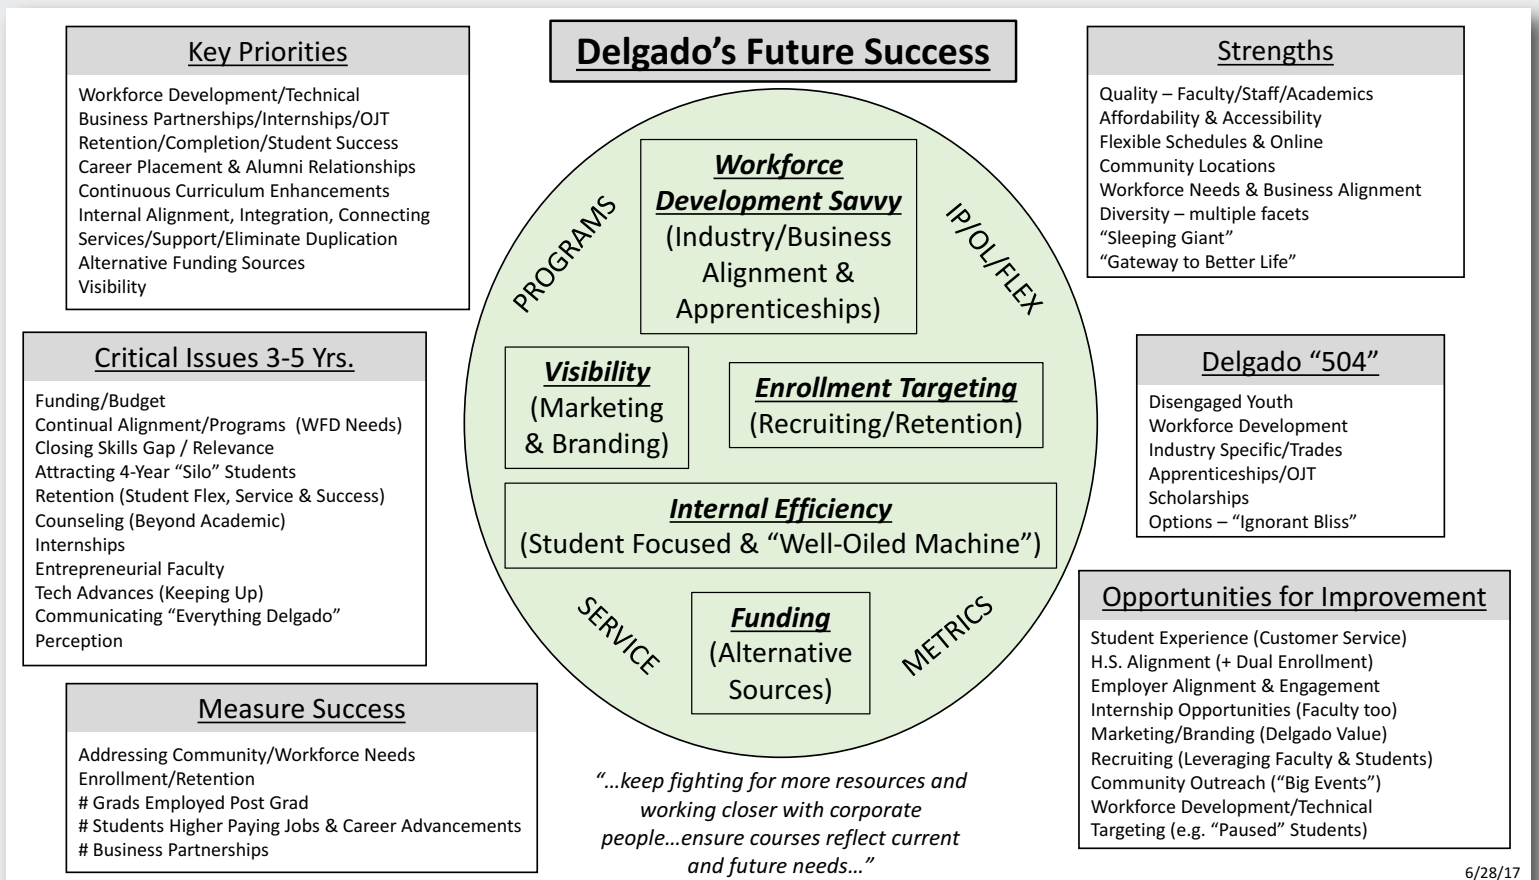 Delgado's Future Success
Key Priorities
Workforce Development/Technical
Business Partnerships/Internships/OJT
Retention/Completion/Student Success
Career Placement & Alumni Relationships
Continuous Curriculum Enhancements
Internal Alignment, Integration, Connecting
Services/Support/Eliminate Duplication
Alternative Funding Sources
Visibility
Critical Issues 3-5 Yrs.
Funding/Budget
Continual Alignment/Programs (WFD Needs)
Closing Skills Gap / Relevance
Attracting 4-Year “Silo” Students
Retention (Student Flex, Service & Success)
Counseling (Beyond Academic)
Internships
Entrepreneurial Faculty
Tech Advances (Keeping Up)
Communicating “Everything Delgado”
Perception
Measure Success
Addressing Community/Workforce Needs
Enrollment/Retention
# Grads Employed Post Grad
# Students Higher Paying Jobs & Career Advancements
# Business Partnerships
PROGRAMS
Workforce
Development Savvy
(Industry/Business
Alignment &
Apprenticeships)
IP/OL/FLEX
Visibility
(Marketing
& Branding)
Enrollment Targeting
(Recruiting/Retention)
Internal Efficiency
(Student Focused & “Well-Oiled Machine”)
SERVICE
Funding
(Alternative
Sources)
METRICS
“…keep fighting for more resources and
working closer with corporate
people…ensure courses reflect current
and future needs…”
Strengths
Quality – Faculty/Staff/Academics
Affordability & Accessibility
Flexible Schedules & Online
Community Locations
Workforce Needs & Business Alignment
Diversity – multiple facets
“Sleeping Giant”
“Gateway to Better Life”
Delgado “504”
Disengaged Youth
Workforce Development
Industry Specific/Trades
Apprenticeships/OJT
Scholarships
Options – “Ignorant Bliss”
Opportunities for Improvement
Student Experience (Customer Service)
H.S. Alignment (+ Dual Enrollment)
Employer Alignment & Engagement
Internship Opportunities (Faculty too)
Marketing/Branding (Delgado Value)
Recruiting (Leveraging Faculty & Students)
Community Outreach (“Big Events”)
Workforce Development/Technical
Targeting (e.g. “Paused” Students)
6/28/17